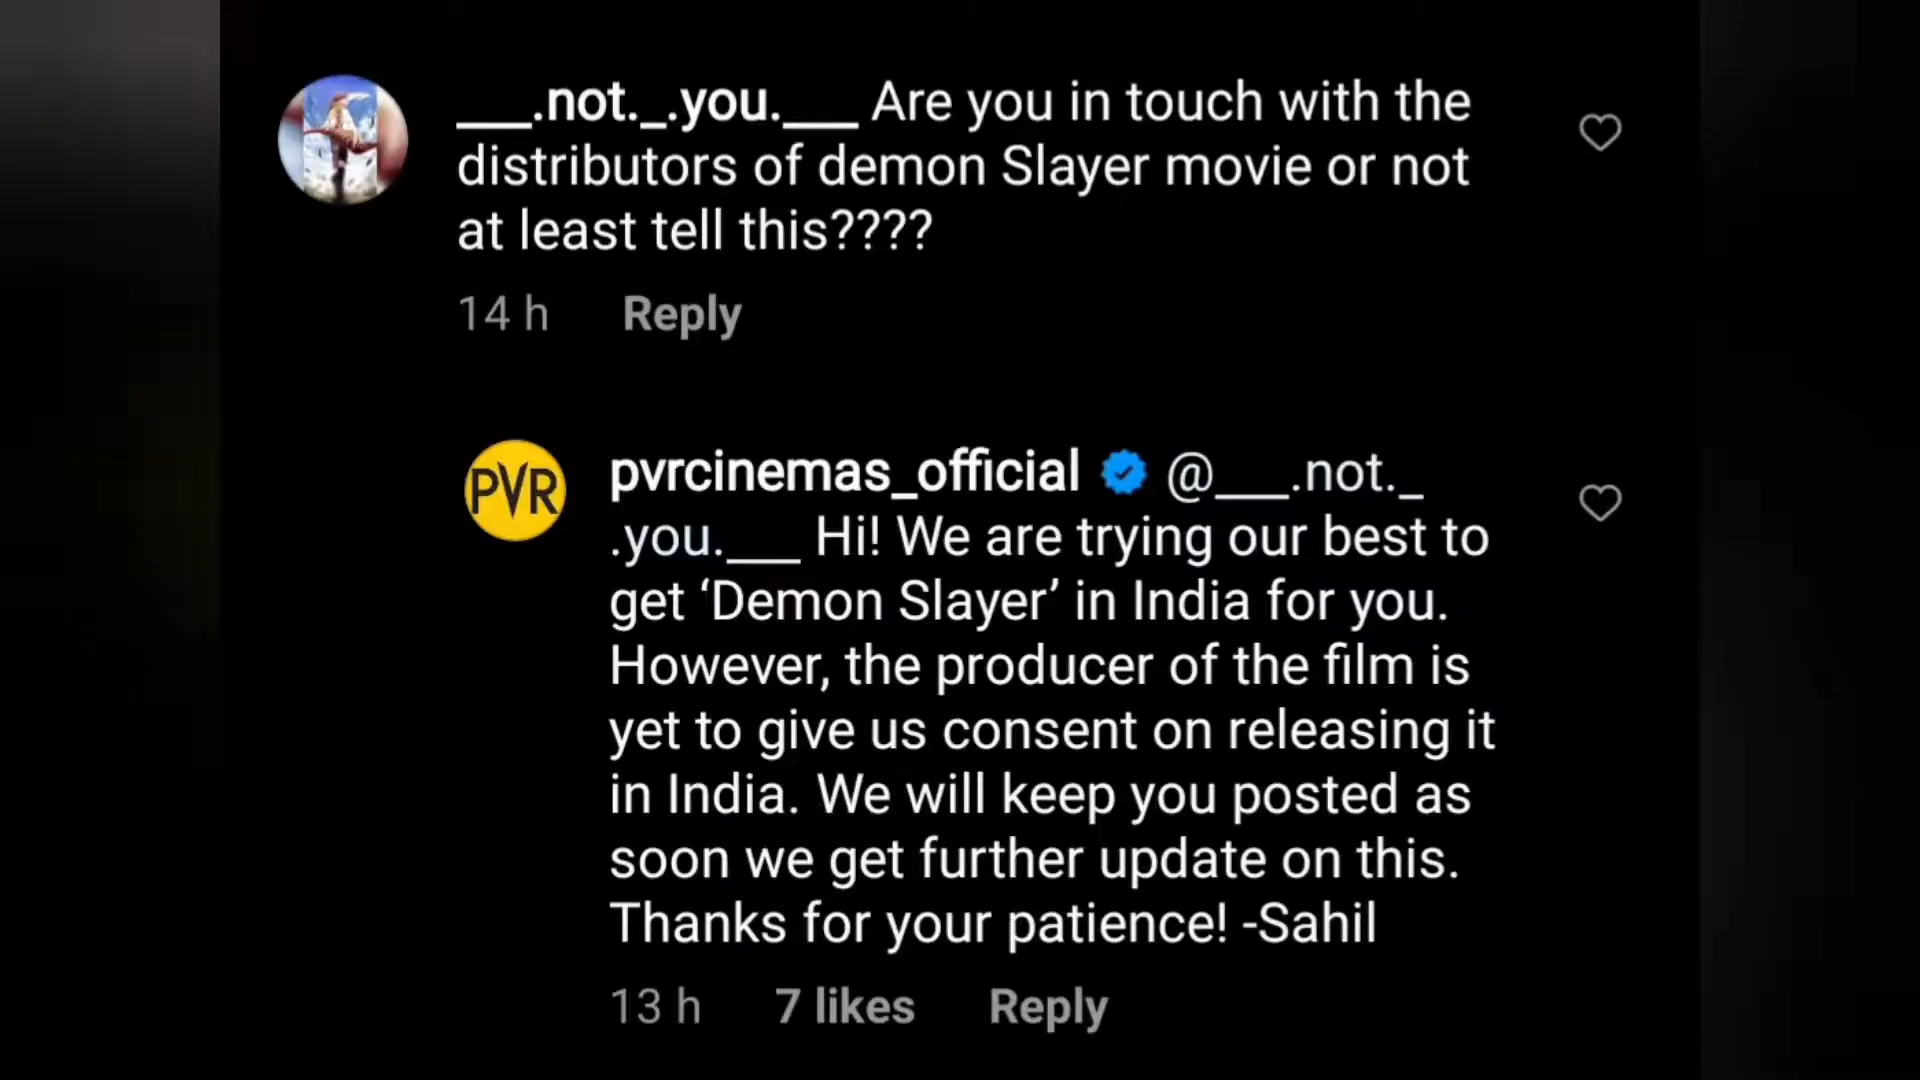 ___.not._.you.___ Are you in touch with the
distributors of demon Slayer movie or not
at least tell this????
14 h Reply
PVR
pvrcinemas_official @___.not._
.you.___ Hi! We are trying our best to
get ‘Demon Slayer’ in India for you.
However, the producer of the film is
yet to give us consent on releasing it
in India. We will keep you posted as
soon we get further update on this.
Thanks for your patience! -Sahil
13 h 7 likes Reply